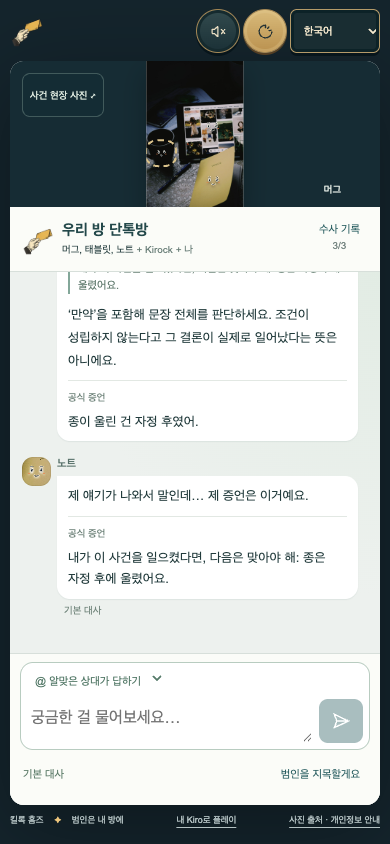 한국어
사건 현장 사진
머그
우리 방 단톡방
머그, 태블릿, 노트 + Kirock + 나
수사 기록
3/3
울렸어요.
‘만약’을 포함해 문장 전체를 판단하세요. 조건이
성립하지 않는다고 그 결론이 실제로 일어났다는 뜻은
아니에요.
공식 증언
종이 울린 건 자정 후였어.
노트
제 얘기가 나와서 말인데… 제 증언은 이거예요.
공식 증언
내가 이 사건을 일으켰다면, 다음은 맞아야 해: 종은
자정 후에 울렸어요.
기본 대사
@ 알맞은 상대가 답하기
궁금한 걸 물어보세요…
기본 대사
범인을 지목할게요
킬록 홈즈 ✦ 범인은 내 방에
내 Kiro로 플레이
사진 출처 · 개인정보 안내